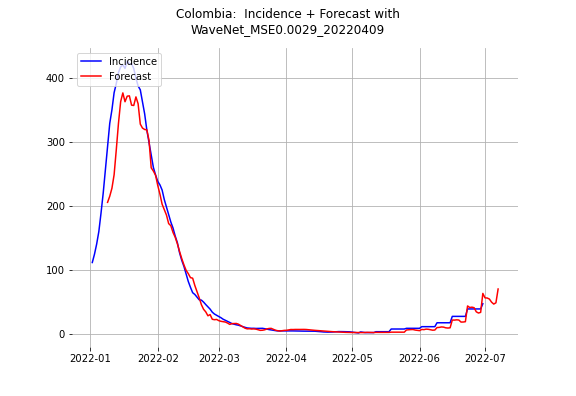 Colombia:  Incidence + Forecast with
WaveNet_MSE0.0029_20220409
Incidence
Forecast
400
300
200
100
0
2022-01 2022-02 2022-03 2022-04 2022-05 2022-06 2022-07